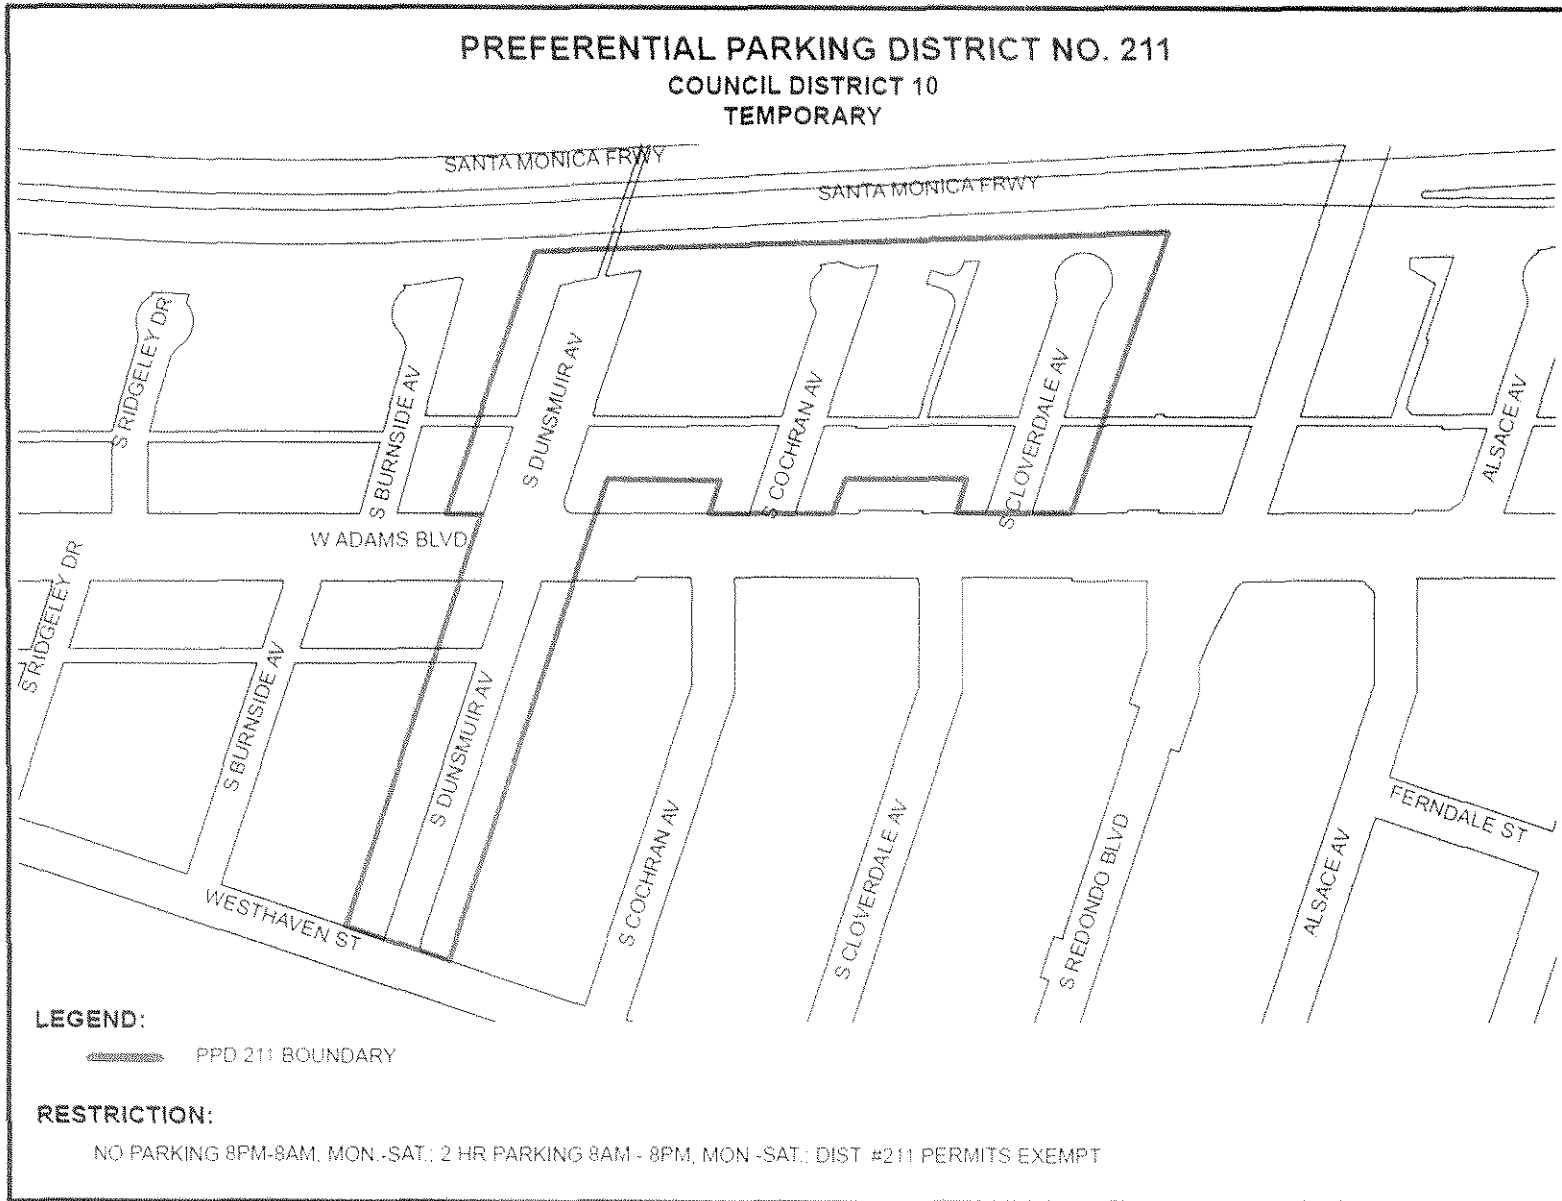 PREFERENTIAL PARKING DISTRICT NO. 211
COUNCIL DISTRICT 10
TEMPORARY
SANTA MONICA FRWY
SANTA MONICA FRWY
S RIDGELEY DR
S BURNSIDE AV
S DUNSMUIR AV
S COCHRAN AV
S CLOVERDALE AV
ALSACE AV
W ADAMS BLVD
S RIDGELEY DR
S BURNSIDE AV
S DUNSMUIR AV
S COCHRAN AV
S CLOVERDALE AV
S REDONDO BLVD
ALSACE AV
FERNDALE ST
WESTHAVEN ST
LEGEND:
PPD 211 BOUNDARY
RESTRICTION:
NO PARKING 8PM-8AM, MON.-SAT.; 2 HR PARKING 8AM - 8PM, MON -SAT.; DIST #211 PERMITS EXEMPT